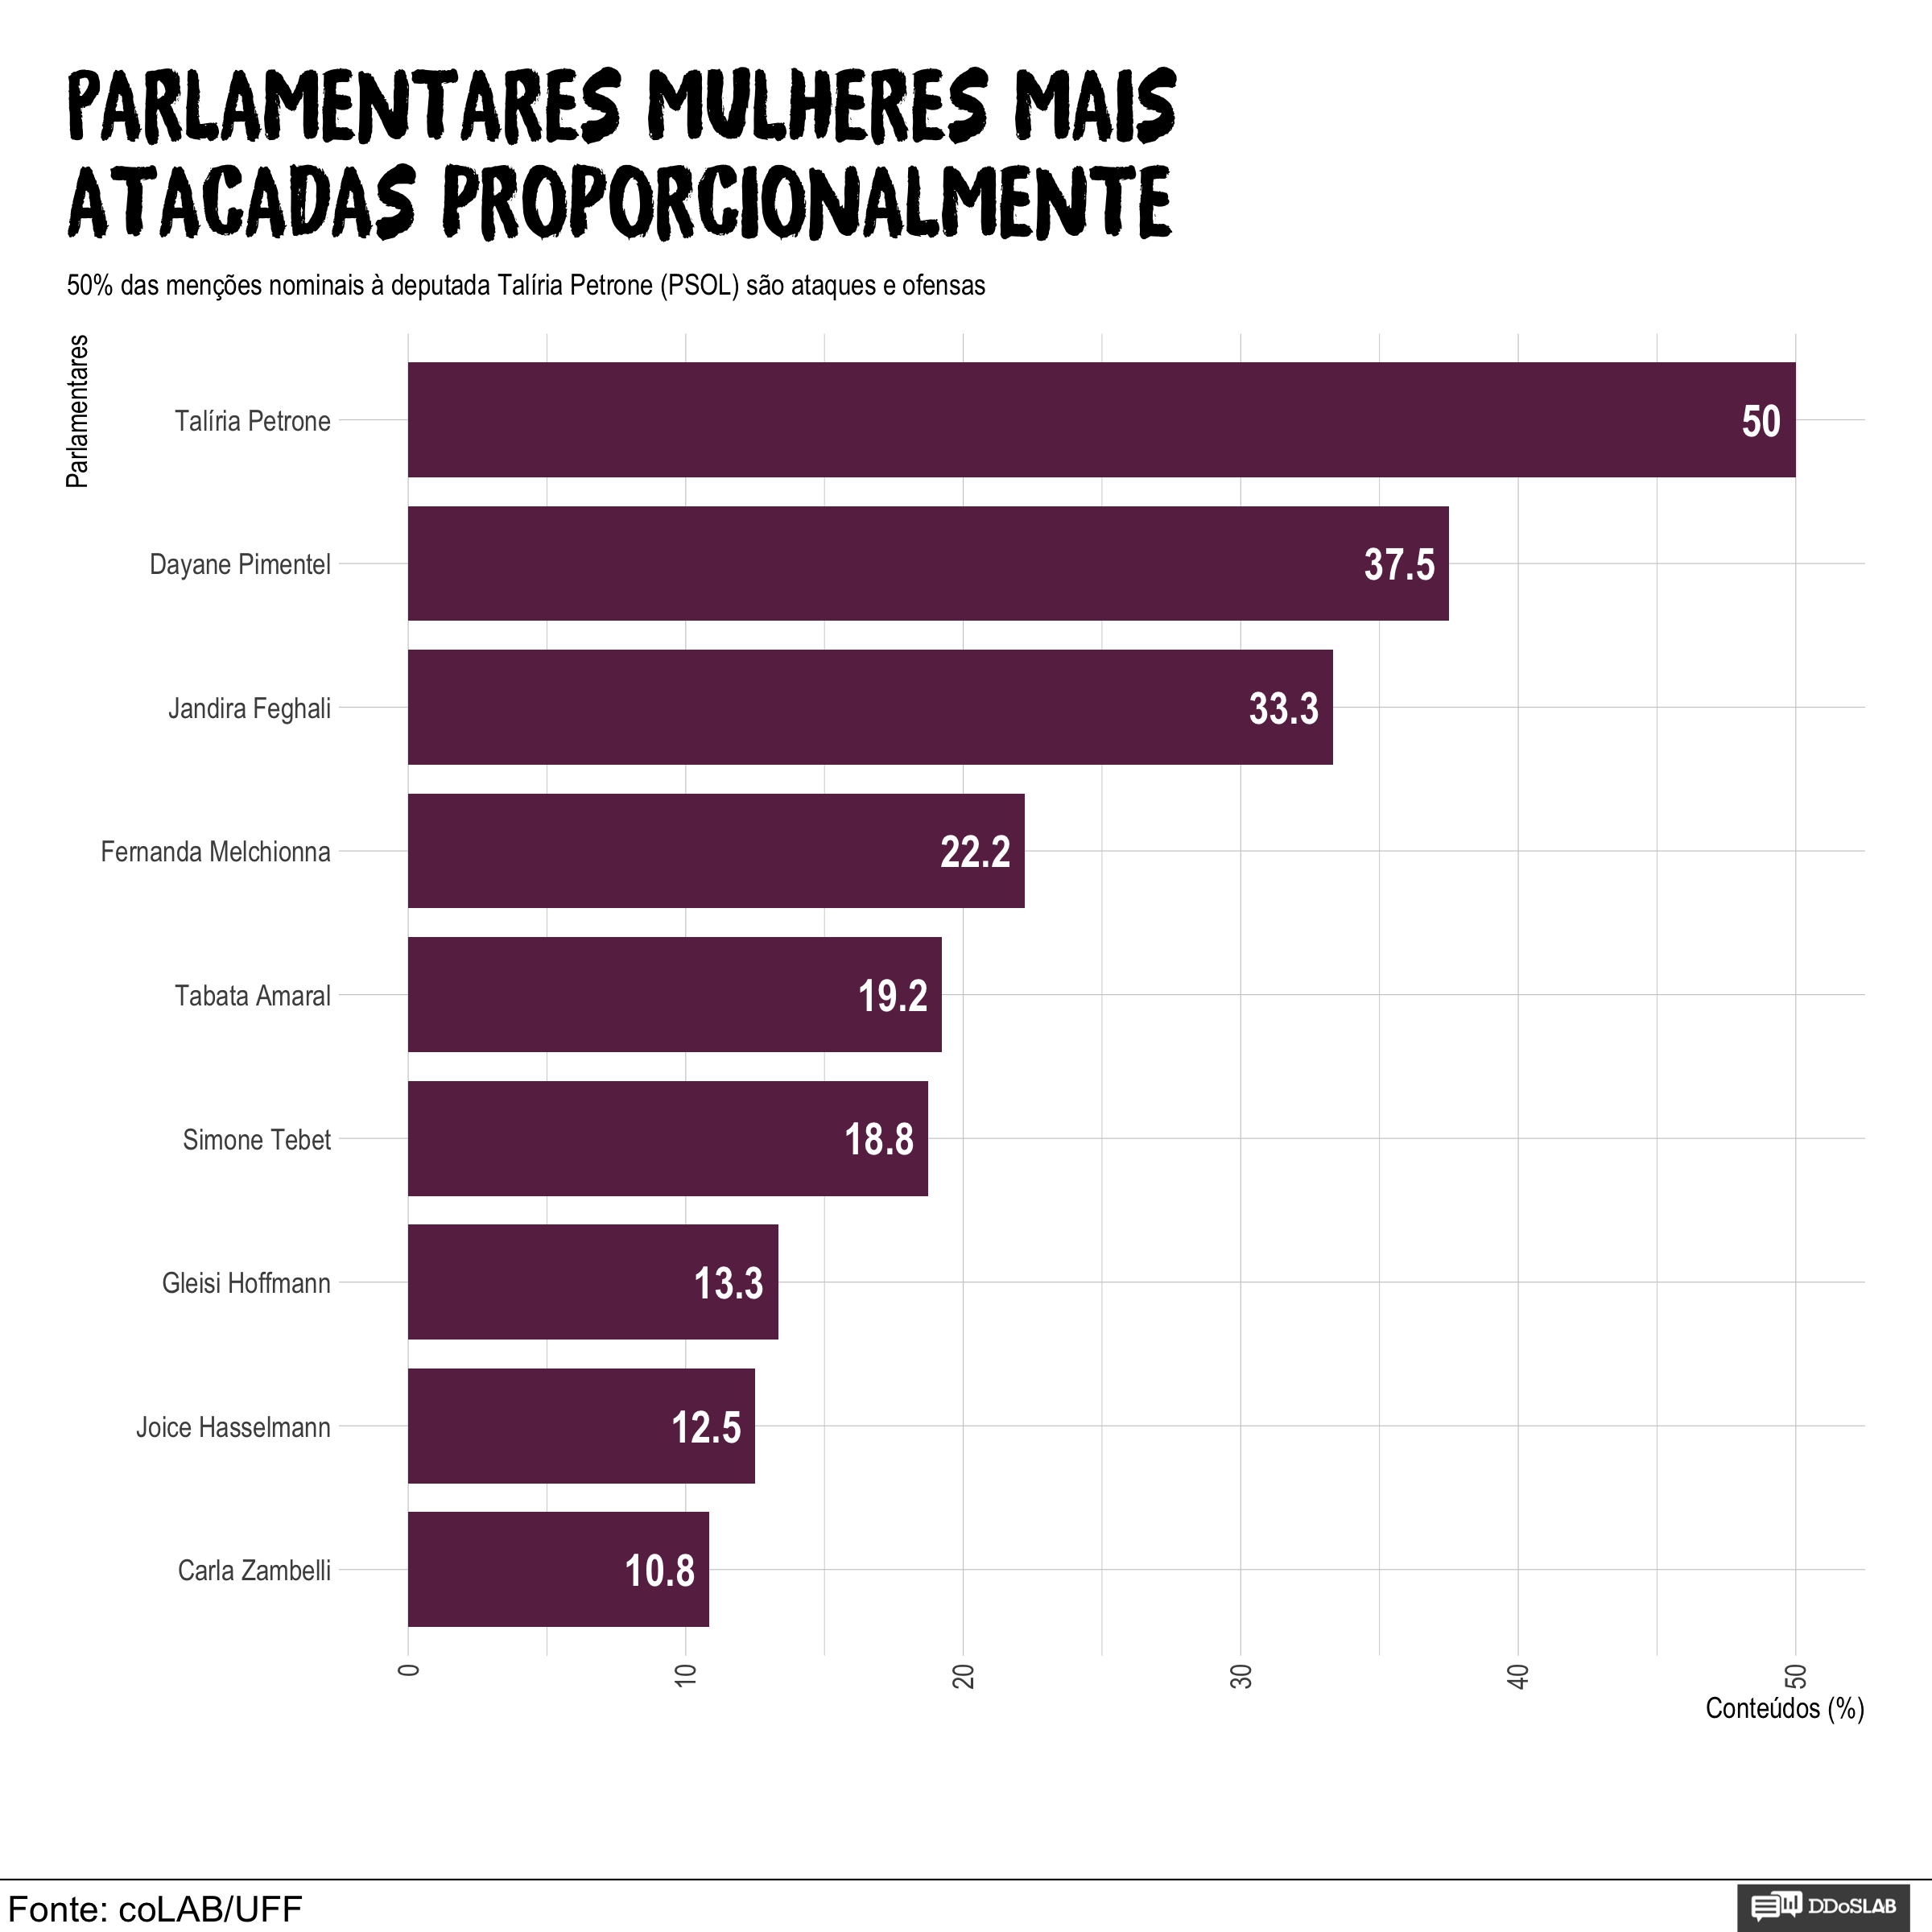 PARLAMENTARES MULHERES MAIS
ATACADAS PROPORCIONALMENTE
50% das menções nominais à deputada Talíria Petrone (PSOL) são ataques e ofensas
Parlamentares
Talíria Petrone 50
Dayane Pimentel 37.5
Jandira Feghali 33.3
Fernanda Melchionna 22.2
Tabata Amaral 19.2
Simone Tebet 18.8
Gleisi Hoffmann 13.3
Joice Hasselmann 12.5
Carla Zambelli 10.8
0 10 20 30 40 50
Conteúdos (%)
Fonte: coLAB/UFF
DDoSLAB